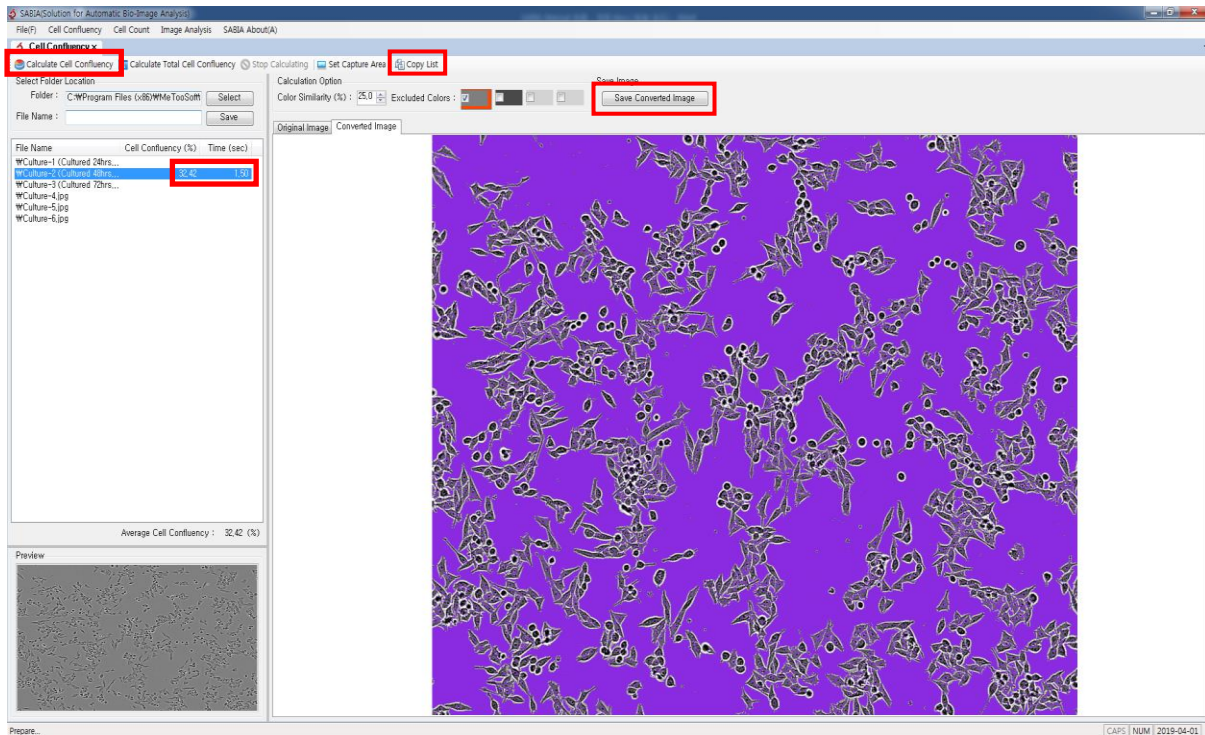 SABIA(Solution for Automatic Bio-Image Analysis)
File(F) Cell Confluency Cell Count Image Analysis SABIA About(A)
Cell Confluency ×
Calculate Cell Confluency Calculate Total Cell Confluency Stop Calculating Set Capture Area Copy List
Select Folder Location
Folder : C:₩Program Files (x86)₩MeTooSoft Select
File Name : Save
Calculation Option
Color Similarity (%) : 25,0 Excluded Colors :
Save Image
Save Converted Image
Original Image Converted Image
File Name Cell Confluency (%) Time (sec)
₩Culture-1 (Cultured 24hrs...
₩Culture-2 (Cultured 48hrs... 32,42 1,50
₩Culture-3 (Cultured 72hrs...
₩Culture-4.jpg
₩Culture-5.jpg
₩Culture-6.jpg
Average Cell Confluency : 32,42 (%)
Preview
Prepare...
CAPS NUM 2019-04-01